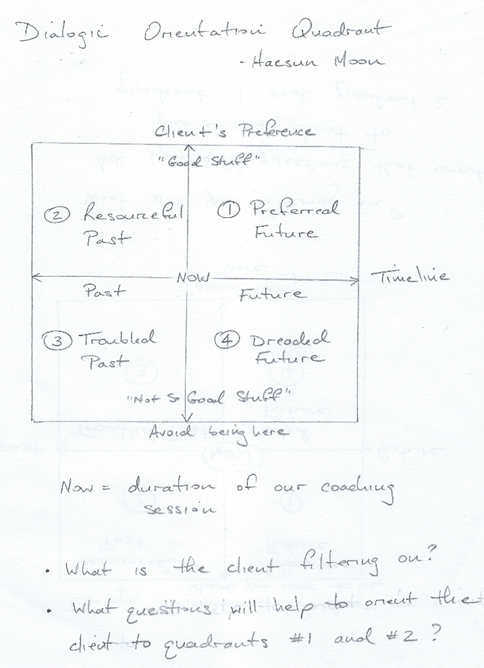 Dialogic Orientation Quadrant
- Haesun Moon
Client's Preference
"Good Stuff"
② Resourceful Past
① Preferred Future
NOW
Timeline
Past
Future
③ Troubled Past
④ Dreaded Future
"Not So Good Stuff"
Avoid being here
Now = duration of our coaching
session
• What is the client filtering on?
• What questions will help to orient the
client to quadrants #1 and #2?